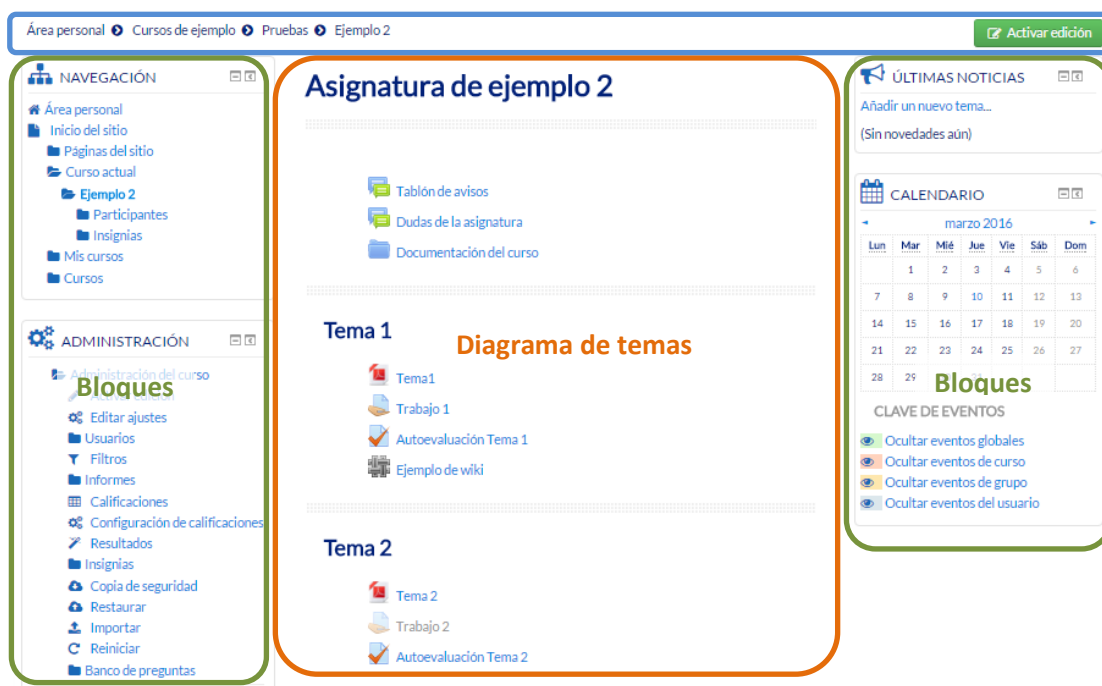 Área personal Cursos de ejemplo Pruebas Ejemplo 2
Activar edición
NAVEGACIÓN
Área personal
Inicio del sitio
Páginas del sitio
Curso actual
Ejemplo 2
Participantes
Insignias
Mis cursos
Cursos
ADMINISTRACIÓN
Administración del curso
Bloques
Activar edición
Editar ajustes
Usuarios
Filtros
Informes
Calificaciones
Configuración de calificaciones
Resultados
Insignias
Copia de seguridad
Restaurar
Importar
Reiniciar
Banco de preguntas
Asignatura de ejemplo 2
Tablón de avisos
Dudas de la asignatura
Documentación del curso
Tema 1
Diagrama de temas
Tema1
Trabajo 1
Autoevaluación Tema 1
Ejemplo de wiki
Tema 2
Tema 2
Trabajo 2
Autoevaluación Tema 2
ÚLTIMAS NOTICIAS
Añadir un nuevo tema...
(Sin novedades aún)
CALENDARIO
marzo 2016
Lun Mar Mié Jue Vie Sáb Dom
1 2 3 4 5 6
7 8 9 10 11 12 13
14 15 16 17 18 19 20
21 22 23 24 25 26 27
28 29
Bloques
CLAVE DE EVENTOS
Ocultar eventos globales
Ocultar eventos de curso
Ocultar eventos de grupo
Ocultar eventos del usuario